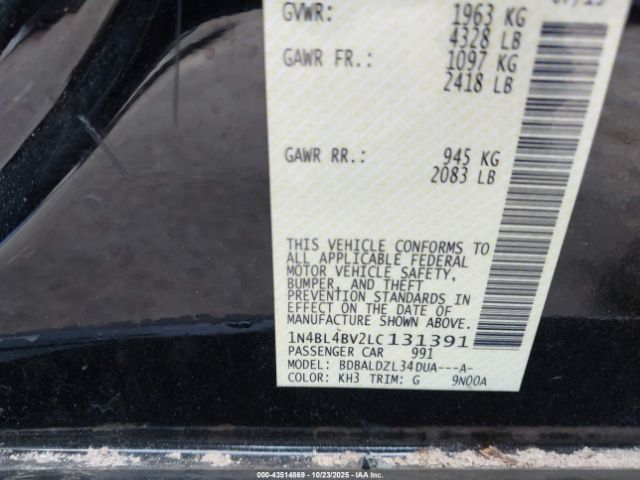 GVWR: 1963 KG
4328 LB
GAWR FR.: 1097 KG
2418 LB
GAWR RR.: 945 KG
2083 LB
THIS VEHICLE CONFORMS TO
ALL APPLICABLE FEDERAL
MOTOR VEHICLE SAFETY,
BUMPER, AND THEFT
PREVENTION STANDARDS IN
EFFECT ON THE DATE OF
MANUFACTURE SHOWN ABOVE.
1N4BL4BV2LC131391
PASSENGER CAR 991
MODEL: BDBALDZL34DUA---A-
COLOR: KH3 TRIM: G 9N00A
00-43514869 | 10/23/2025 | IAA Inc.